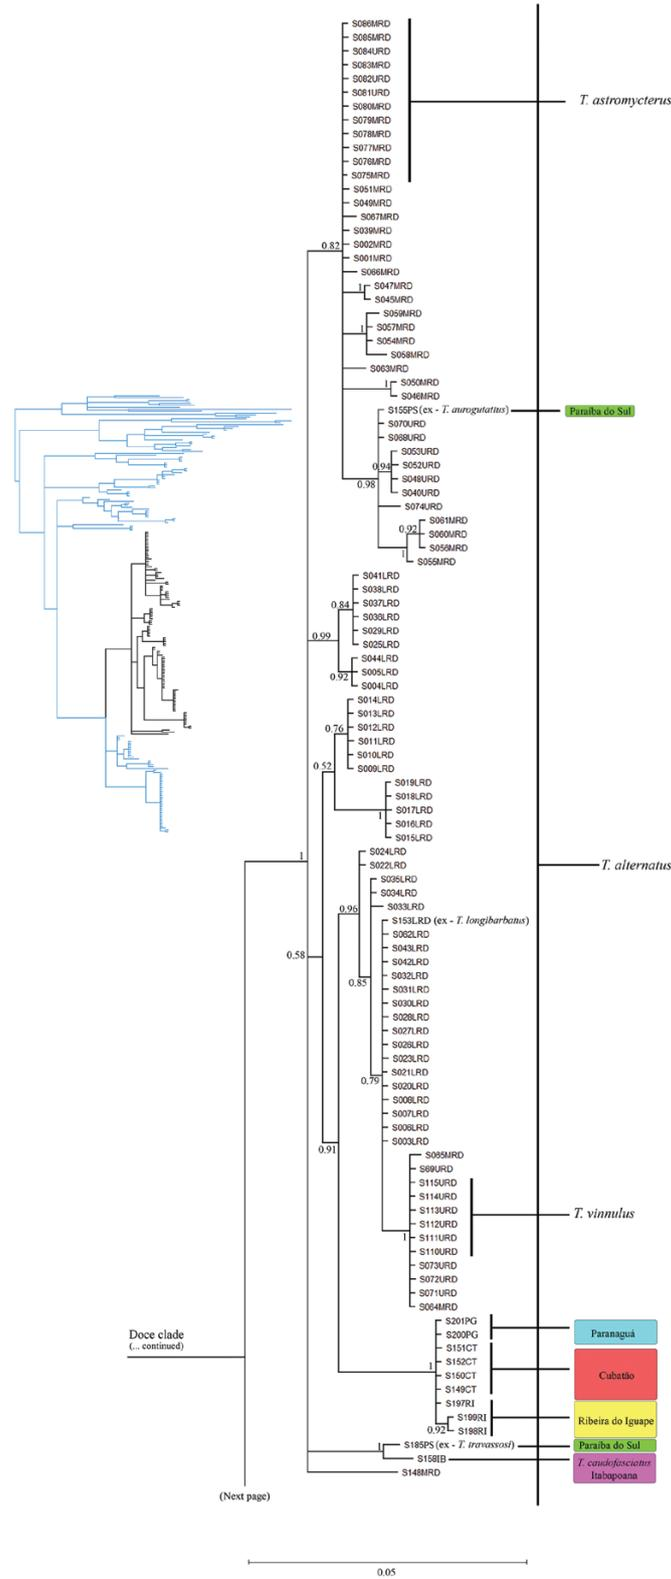 S086MRD
S085MRD
S084URD
S083MRD
S082URD
S081URD
S080MRD
S079MRD
S078MRD
S077MRD
S076MRD
S075MRD
T. astromycterus
S051MRD
S049MRD
S067MRD
S039MRD
S002MRD
S001MRD
0.82
S066MRD
S047MRD
1
S045MRD
S059MRD
S057MRD
1
S054MRD
S058MRD
S063MRD
S050MRD
1
S046MRD
S155PS (ex - T. aurogutattus)
Paraíba do Sul
S070URD
S068URD
S053URD
S052URD
0.94
S048URD
0.98
S040URD
S074URD
S061MRD
0.92
S060MRD
S056MRD
1
S055MRD
S041LRD
S038LRD
S037LRD
0.84
S036LRD
S029LRD
0.99
S025LRD
S044LRD
S005LRD
0.92
S004LRD
S014LRD
S013LRD
0.76
S012LRD
S011LRD
S010LRD
0.52
S009LRD
S019LRD
S018LRD
S017LRD
1
S016LRD
S015LRD
S024LRD
1
S022LRD
T. alternatus
S035LRD
S034LRD
0.96
S033LRD
S153LRD (ex - T. longibarbatus)
S062LRD
S043LRD
0.58
S042LRD
S032LRD
0.85
S031LRD
S030LRD
S028LRD
S027LRD
S026LRD
S023LRD
S021LRD
0.79
S020LRD
S008LRD
S007LRD
S006LRD
S003LRD
0.91
S065MRD
S69URD
S115URD
S114URD
S113URD
T. vinnulus
S112URD
1
S111URD
S110URD
S073URD
S072URD
S071URD
S064MRD
S201PG
Doce clade
S200PG
Paranaguá
(... continued)
S151CT
S152CT
1
S150CT
Cubatão
S149CT
S197RI
S199RI
Ribeira do Iguape
0.92
S198RI
1
S185PS (ex - T. travassosi)
Paraíba do Sul
S158IB
T. caudofasciatus
Itabapoana
S148MRD
(Next page)
0.05